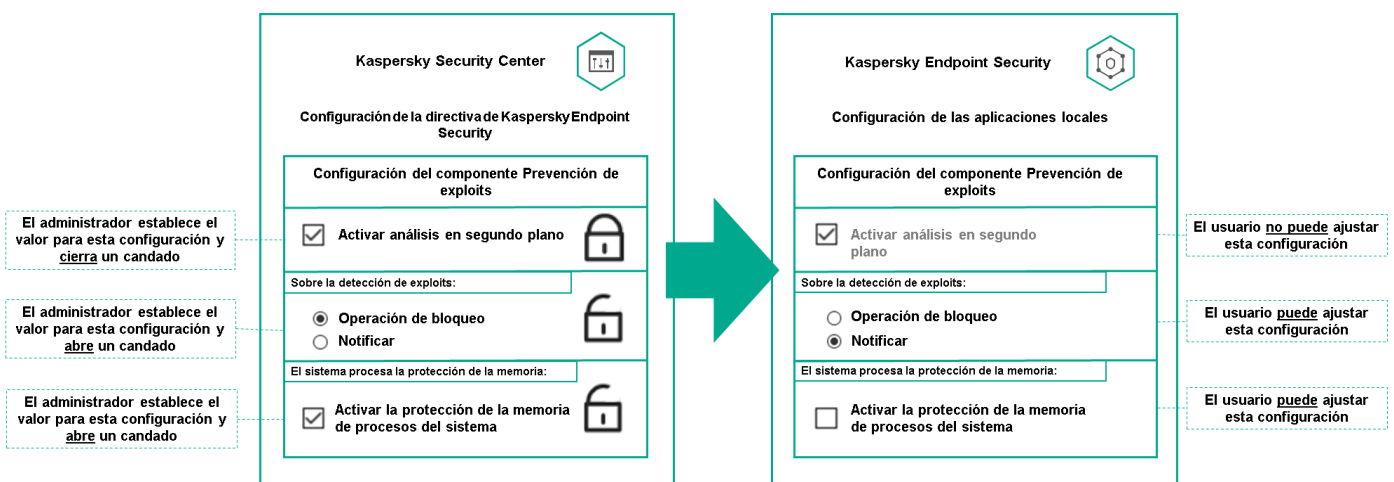 Kaspersky Security Center
Configuración de la directiva de Kaspersky Endpoint
Security
Configuración del componente Prevención de
exploits
El administrador establece el
valor para esta configuración y
cierra un candado
Activar análisis en segundo plano
Sobre la detección de exploits:
El administrador establece el
valor para esta configuración y
abre un candado
Operación de bloqueo
Notificar
El sistema procesa la protección de la memoria:
El administrador establece el
valor para esta configuración y
abre un candado
Activar la protección de la memoria
de procesos del sistema
Kaspersky Endpoint Security
Configuración de las aplicaciones locales
Configuración del componente Prevención de
exploits
Activar análisis en segundo
plano
El usuario no puede ajustar
esta configuración
Sobre la detección de exploits:
Operación de bloqueo
Notificar
El usuario puede ajustar
esta configuración
El sistema procesa la protección de la memoria:
Activar la protección de la memoria
de procesos del sistema
El usuario puede ajustar
esta configuración